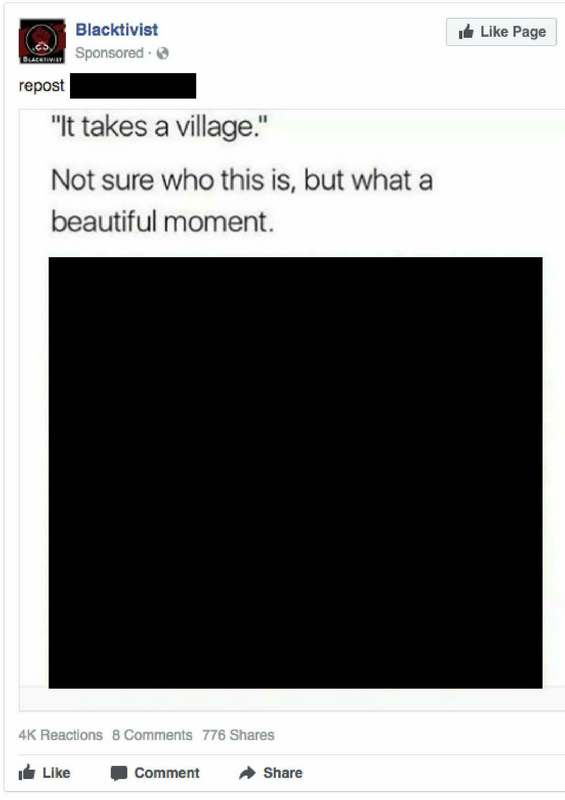 Blacktivist
Like Page
Sponsored ·
BLACKTIVIST
repost
"It takes a village."
Not sure who this is, but what a
beautiful moment.
4K Reactions 8 Comments 776 Shares
Like Comment Share